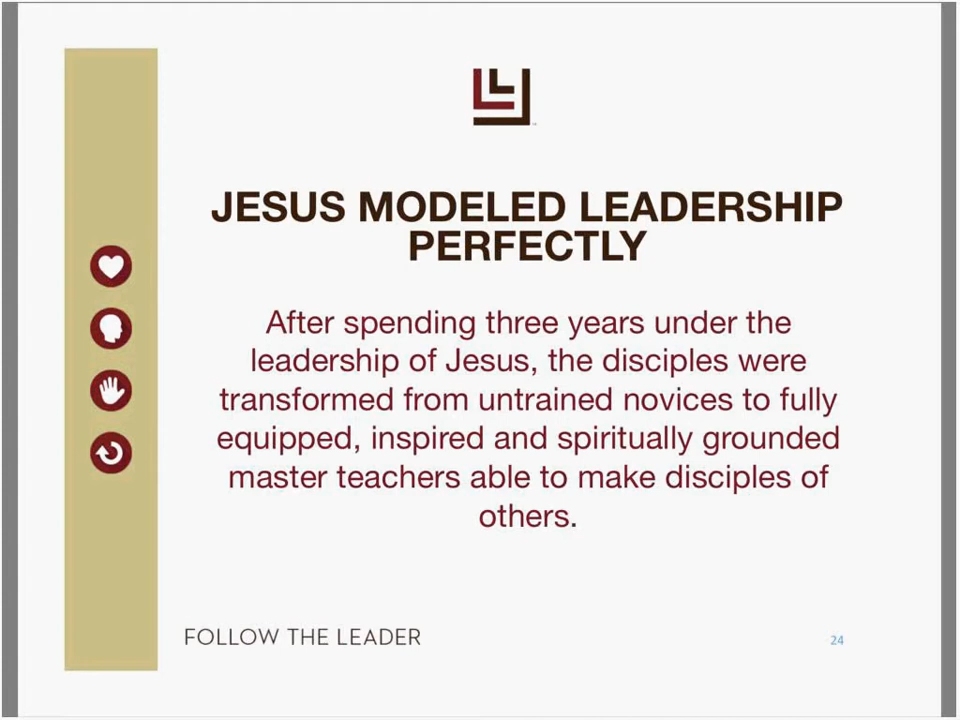 JESUS MODELED LEADERSHIP
PERFECTLY
After spending three years under the
leadership of Jesus, the disciples were
transformed from untrained novices to fully
equipped, inspired and spiritually grounded
master teachers able to make disciples of
others.
FOLLOW THE LEADER
24